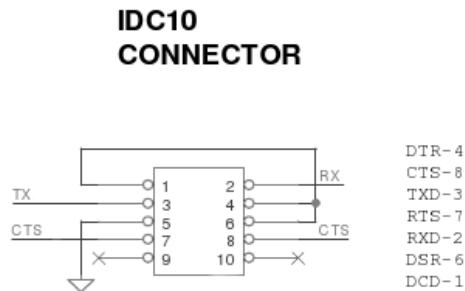 IDC10
CONNECTOR
DTR-4
CTS-8
TXD-3
RTS-7
RXD-2
DSR-6
DCD-1
RX
TX
CTS
CTS
1 2
3 4
5 6
7 8
9 10